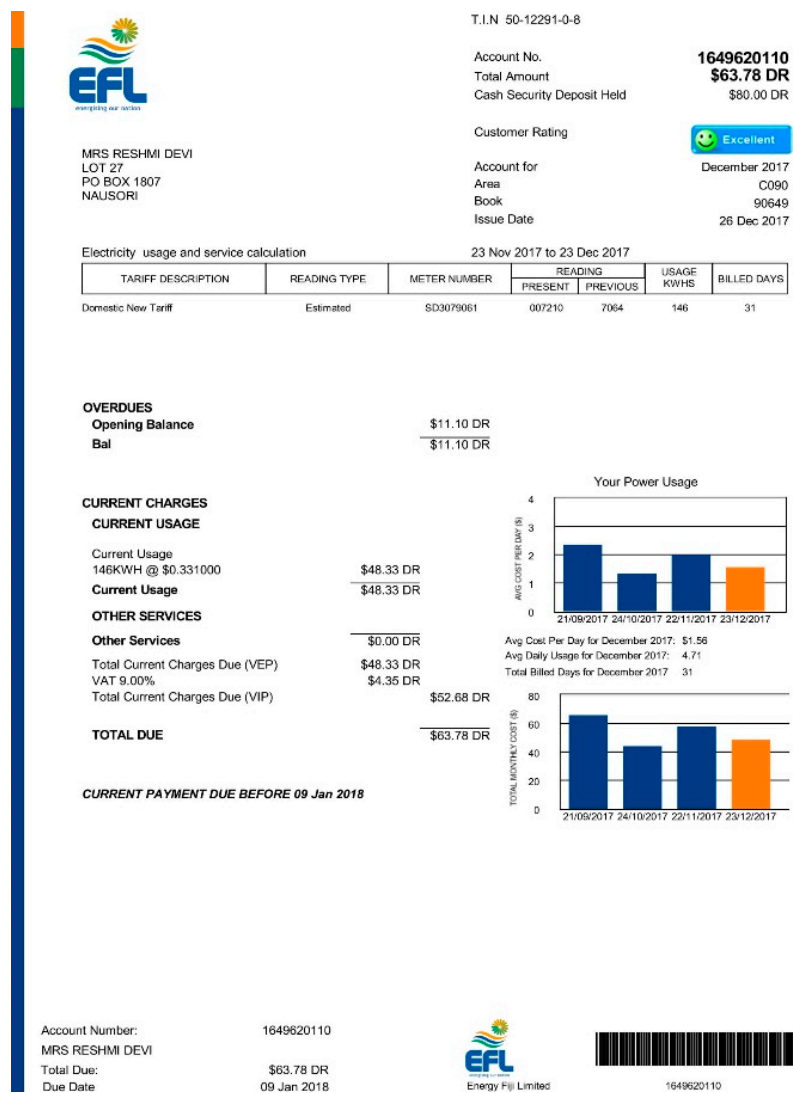 EFL
energising our nation
T.I.N 50-12291-0-8
Account No. 1649620110
Total Amount $63.78 DR
Cash Security Deposit Held $80.00 DR
Customer Rating Excellent
MRS RESHMI DEVI
LOT 27
PO BOX 1807
NAUSORI
Account for December 2017
Area C090
Book 90649
Issue Date 26 Dec 2017
Electricity usage and service calculation 23 Nov 2017 to 23 Dec 2017
TARIFF DESCRIPTION READING TYPE METER NUMBER READING USAGE KWHS BILLED DAYS
PRESENT PREVIOUS
Domestic New Tariff Estimated SD3079061 007210 7064 146 31
OVERDUES
Opening Balance $11.10 DR
Bal $11.10 DR
CURRENT CHARGES
CURRENT USAGE
Current Usage
146KWH @ $0.331000 $48.33 DR
Current Usage $48.33 DR
OTHER SERVICES
Other Services $0.00 DR
Total Current Charges Due (VEP) $48.33 DR
VAT 9.00% $4.35 DR
Total Current Charges Due (VIP) $52.68 DR
TOTAL DUE $63.78 DR
CURRENT PAYMENT DUE BEFORE 09 Jan 2018
Your Power Usage
AVG COST PER DAY ($)
4
3
2
1
0
21/09/2017 24/10/2017 22/11/2017 23/12/2017
Avg Cost Per Day for December 2017: $1.56
Avg Daily Usage for December 2017: 4.71
Total Billed Days for December 2017 31
TOTAL MONTHLY COST ($)
80
60
40
20
0
21/09/2017 24/10/2017 22/11/2017 23/12/2017
Account Number: 1649620110
MRS RESHMI DEVI
Total Due: $63.78 DR
Due Date 09 Jan 2018
EFL
energising our nation
Energy Fiji Limited
1649620110